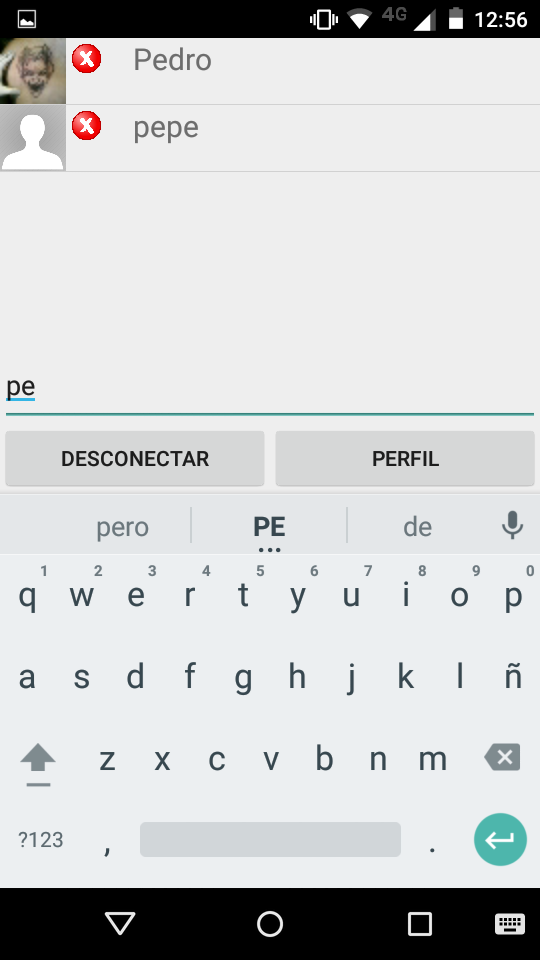 4G 12:56
Pedro
pepe
pe
DESCONECTAR PERFIL
pero PE de
1 2 3 4 5 6 7 8 9 0
q w e r t y u i o p
a s d f g h j k l ñ
z x c v b n m
?123 , .